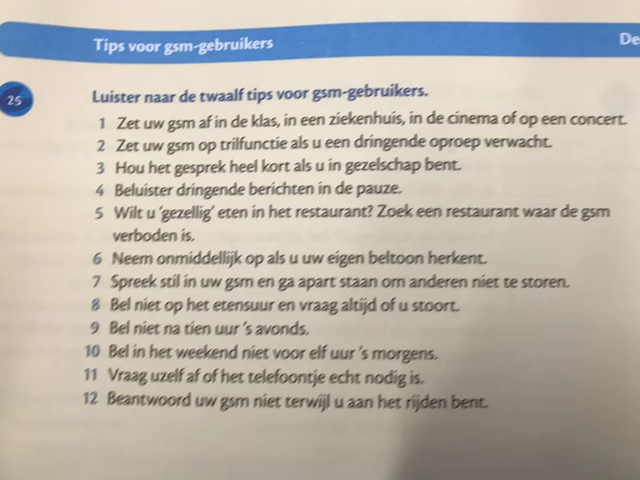 Tips voor gsm-gebruikers
De
25
Luister naar de twaalf tips voor gsm-gebruikers.
1 Zet uw gsm af in de klas, in een ziekenhuis, in de cinema of op een concert.
2 Zet uw gsm op trilfunctie als u een dringende oproep verwacht.
3 Hou het gesprek heel kort als u in gezelschap bent.
4 Beluister dringende berichten in de pauze.
5 Wilt u 'gezellig' eten in het restaurant? Zoek een restaurant waar de gsm
verboden is.
6 Neem onmiddellijk op als u uw eigen beltoon herkent.
7 Spreek stil in uw gsm en ga apart staan om anderen niet te storen.
8 Bel niet op het etensuur en vraag altijd of u stoort.
9 Bel niet na tien uur 's avonds.
10 Bel in het weekend niet voor elf uur 's morgens.
11 Vraag uzelf af of het telefoontje echt nodig is.
12 Beantwoord uw gsm niet terwijl u aan het rijden bent.